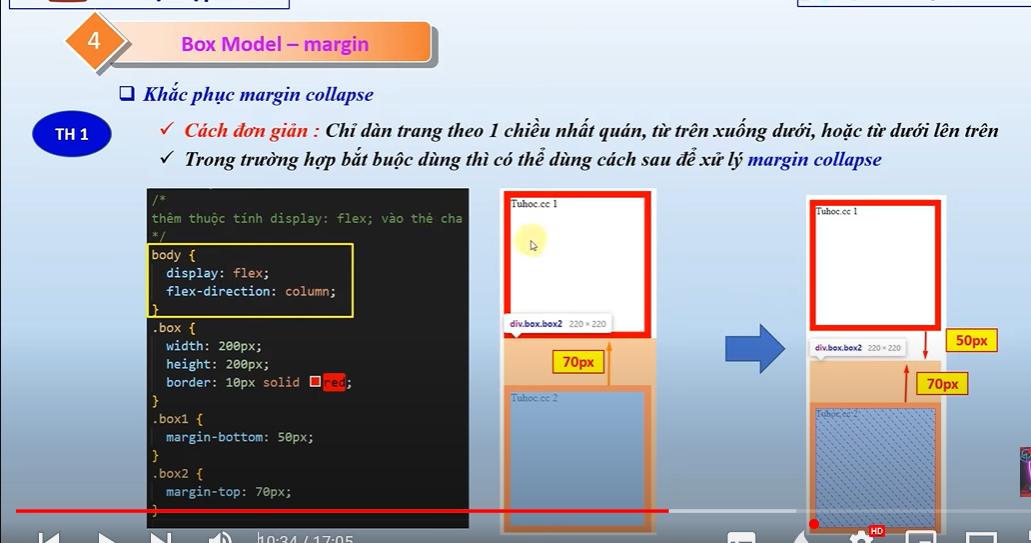 4
Box Model – margin
❑ Khắc phục margin collapse
TH 1
✓ Cách đơn giản : Chỉ dàn trang theo 1 chiều nhất quán, từ trên xuống dưới, hoặc từ dưới lên trên
✓ Trong trường hợp bắt buộc dùng thì có thể dùng cách sau để xử lý margin collapse
/*
thêm thuộc tính display: flex; vào thẻ cha
*/
body {
display: flex;
flex-direction: column;
}
.box {
width: 200px;
height: 200px;
border: 10px solid red;
}
.box1 {
margin-bottom: 50px;
}
.box2 {
margin-top: 70px;
}
Tuhoc.cc 1
div.box.box2 220 × 220
70px
Tuhoc.cc 2
Tuhoc.cc 1
50px
div.box.box2 220 × 220
70px
Tuhoc.cc 2
10:34 / 17:05
HD